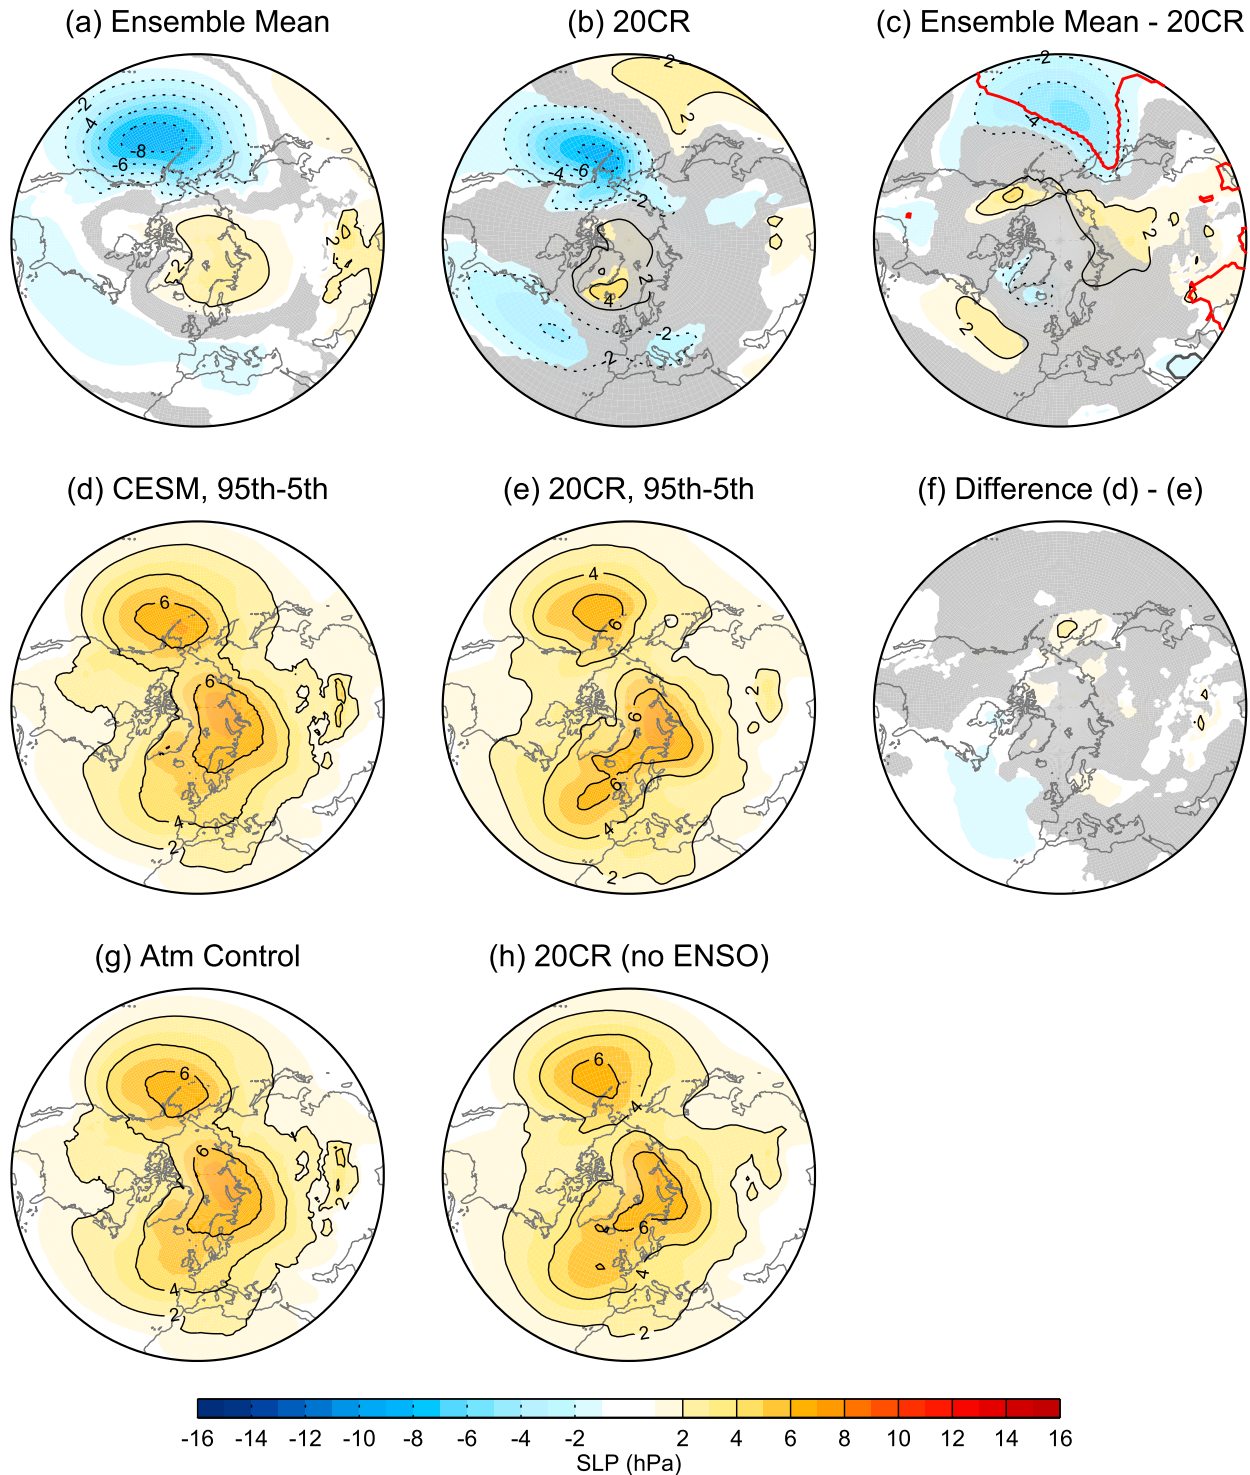 (a) Ensemble Mean (b) 20CR (c) Ensemble Mean - 20CR
-2 -4 -6 -8 2 2
2 2 -4 -6 -2 2 4 -2 -2
-2 -4 2 2
(d) CESM, 95th-5th (e) 20CR, 95th-5th (f) Difference (d) - (e)
6 6 4 2
4 6 6 6 4 2 2
(g) Atm Control (h) 20CR (no ENSO)
6 6 4 2 2
6 4 6 4 2
-16 -14 -12 -10 -8 -6 -4 -2 2 4 6 8 10 12 14 16
SLP (hPa)